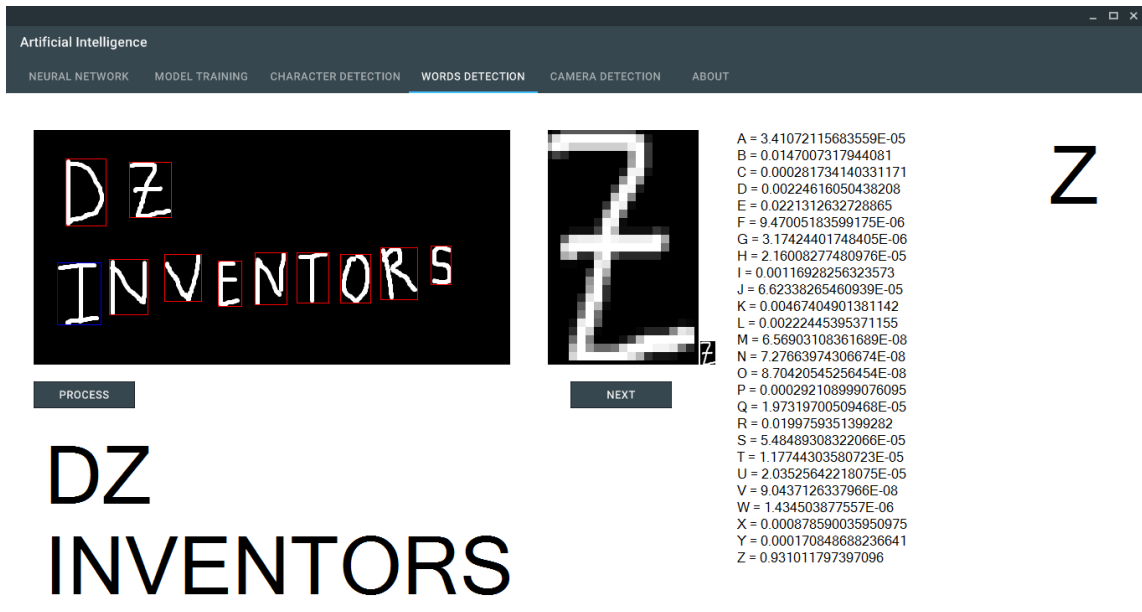 Artificial Intelligence
NEURAL NETWORK MODEL TRAINING CHARACTER DETECTION WORDS DETECTION CAMERA DETECTION ABOUT
DZ
INVENTORS
PROCESS
DZ
INVENTORS
Z
Z
NEXT
A = 3.41072115683559E-05
B = 0.0147007317944081
C = 0.000281734140331171
D = 0.00224616050438208
E = 0.0221312632728865
F = 9.47005183599175E-06
G = 3.17424401748405E-06
H = 2.16008277480976E-05
I = 0.00116928256323573
J = 6.62338265460939E-05
K = 0.00467404901381142
L = 0.00222445395371155
M = 6.56903108361689E-08
N = 7.27663974306674E-08
O = 8.70420545256454E-08
P = 0.000292108999076095
Q = 1.97319700509468E-05
R = 0.0199759351399282
S = 5.48489308322066E-05
T = 1.17744303580723E-05
U = 2.03525642218075E-05
V = 9.0437126337966E-08
W = 1.434503877557E-06
X = 0.000878590035950975
Y = 0.000170848688236641
Z = 0.931011797397096
Z